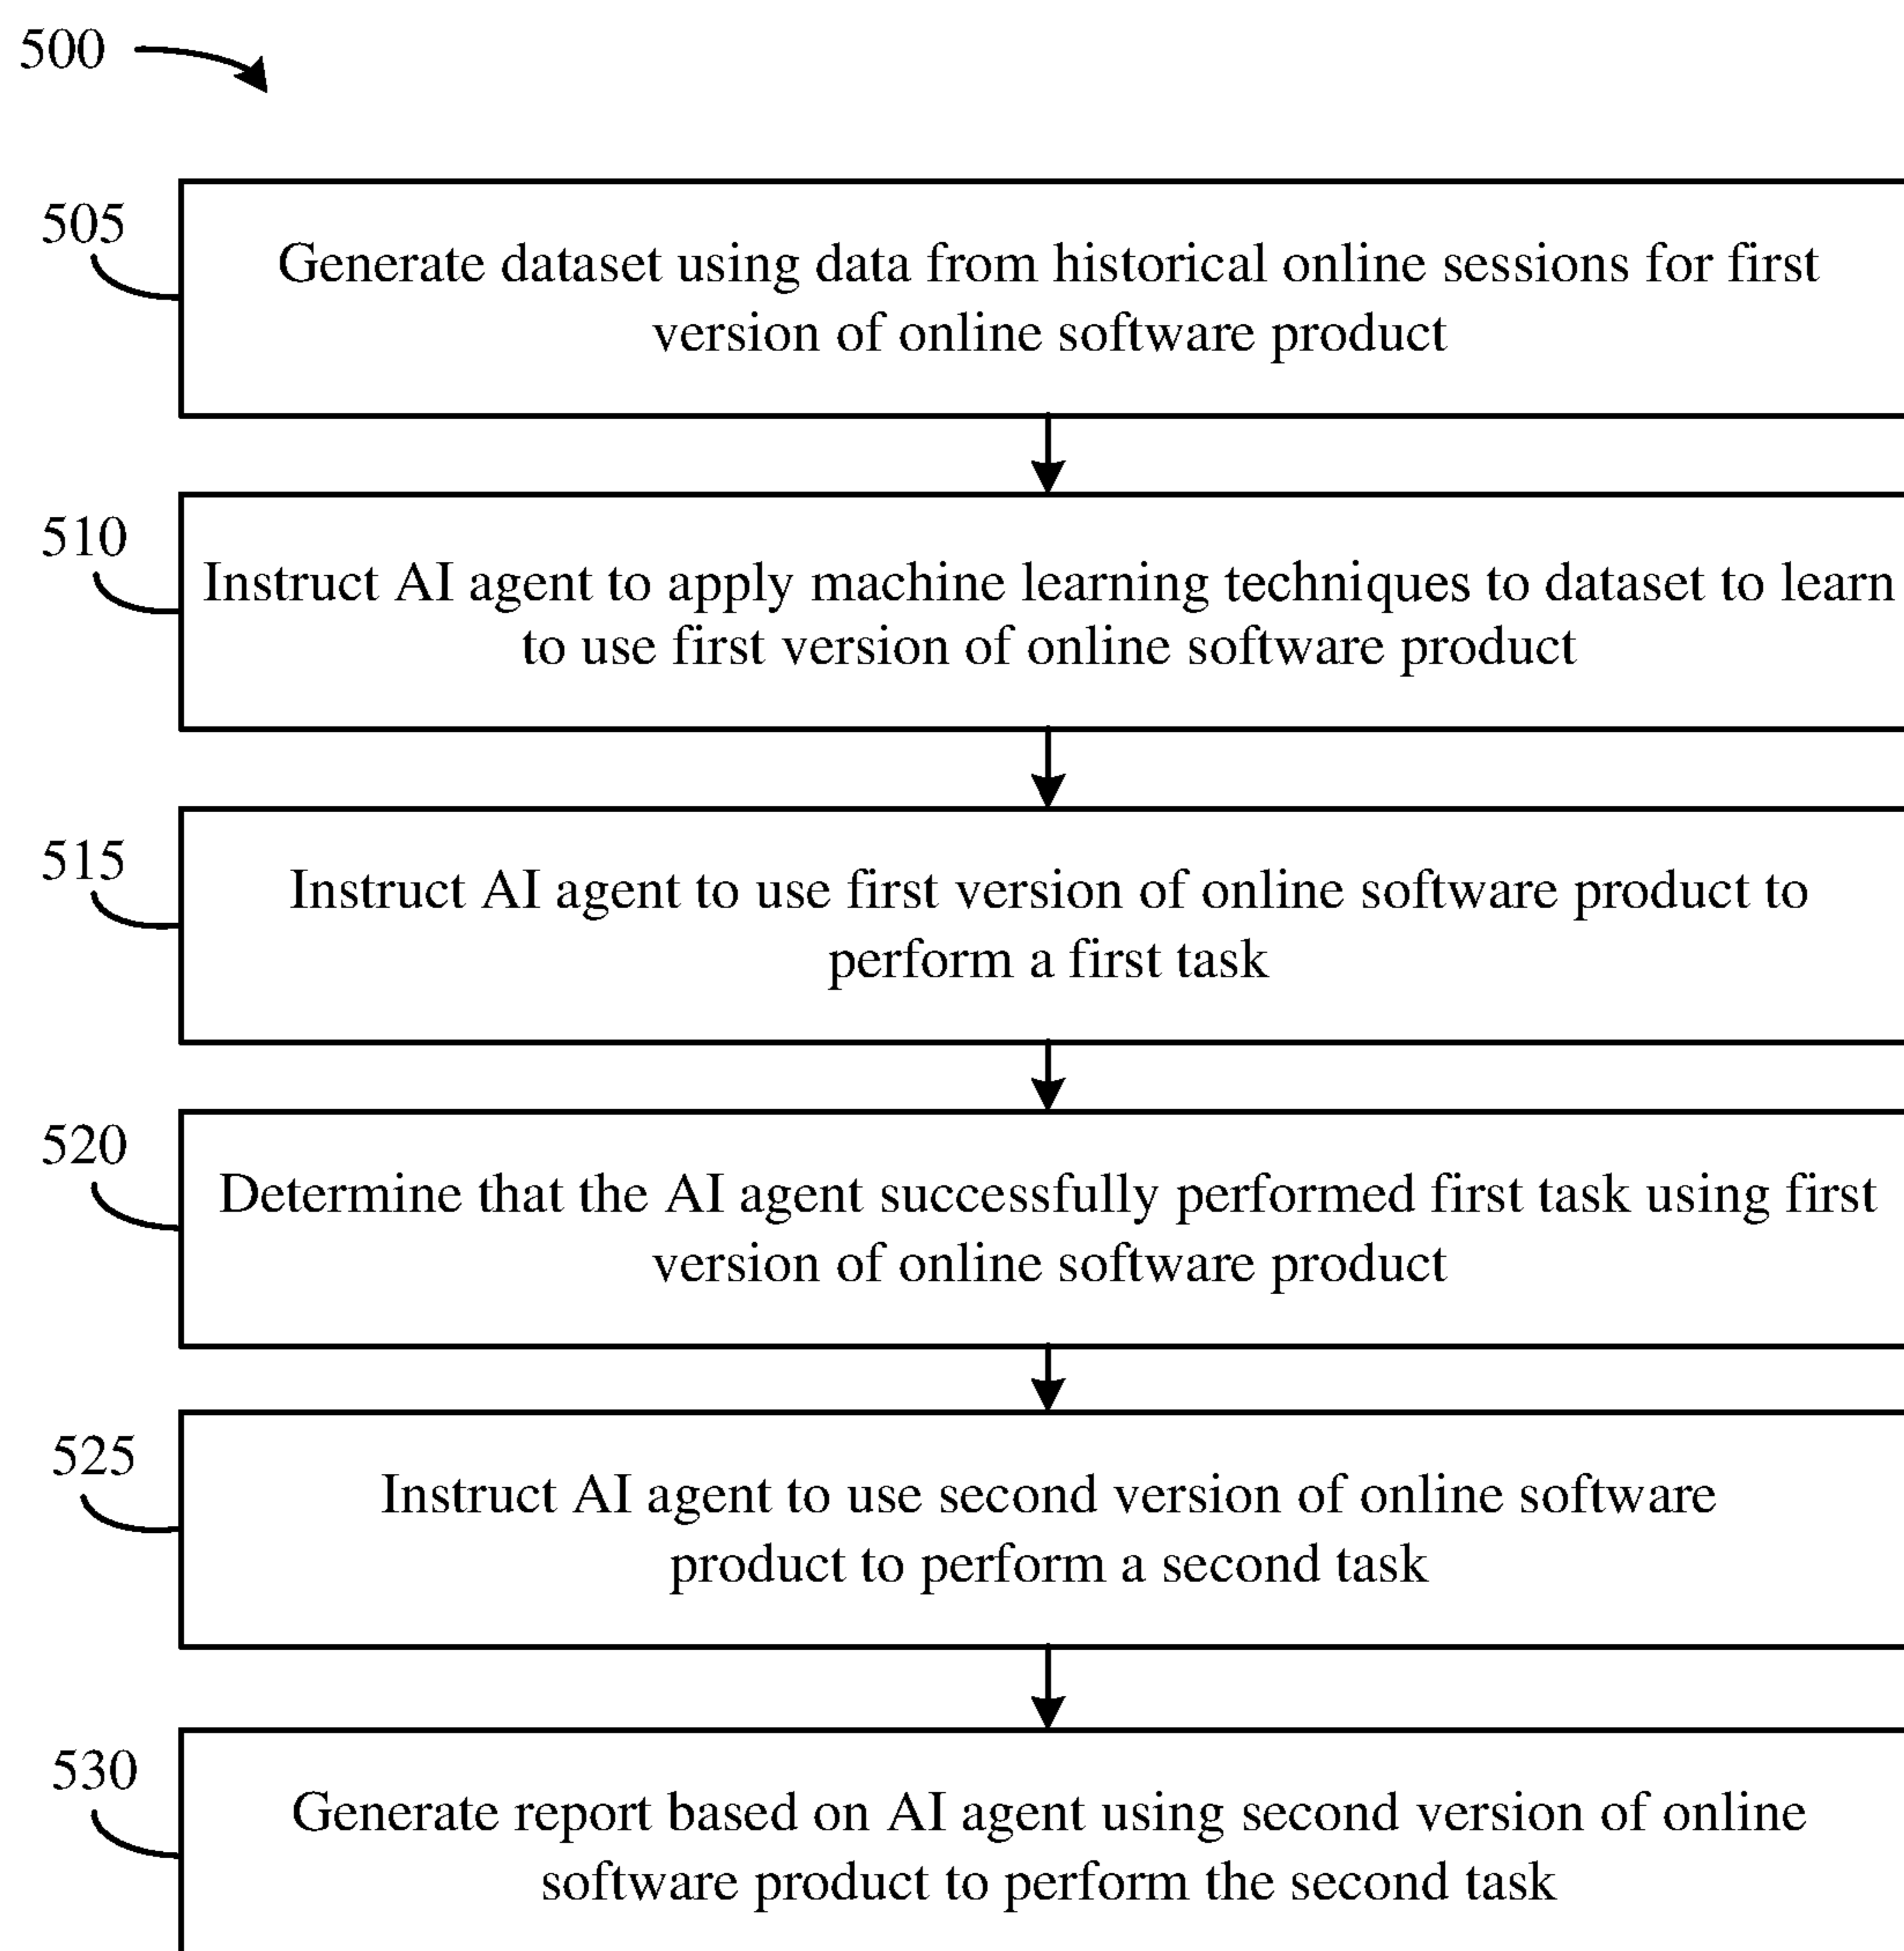 500
505
Generate dataset using data from historical online sessions for first
version of online software product
510
Instruct AI agent to apply machine learning techniques to dataset to learn
to use first version of online software product
515
Instruct AI agent to use first version of online software product to
perform a first task
520
Determine that the AI agent successfully performed first task using first
version of online software product
525
Instruct AI agent to use second version of online software
product to perform a second task
530
Generate report based on AI agent using second version of online
software product to perform the second task